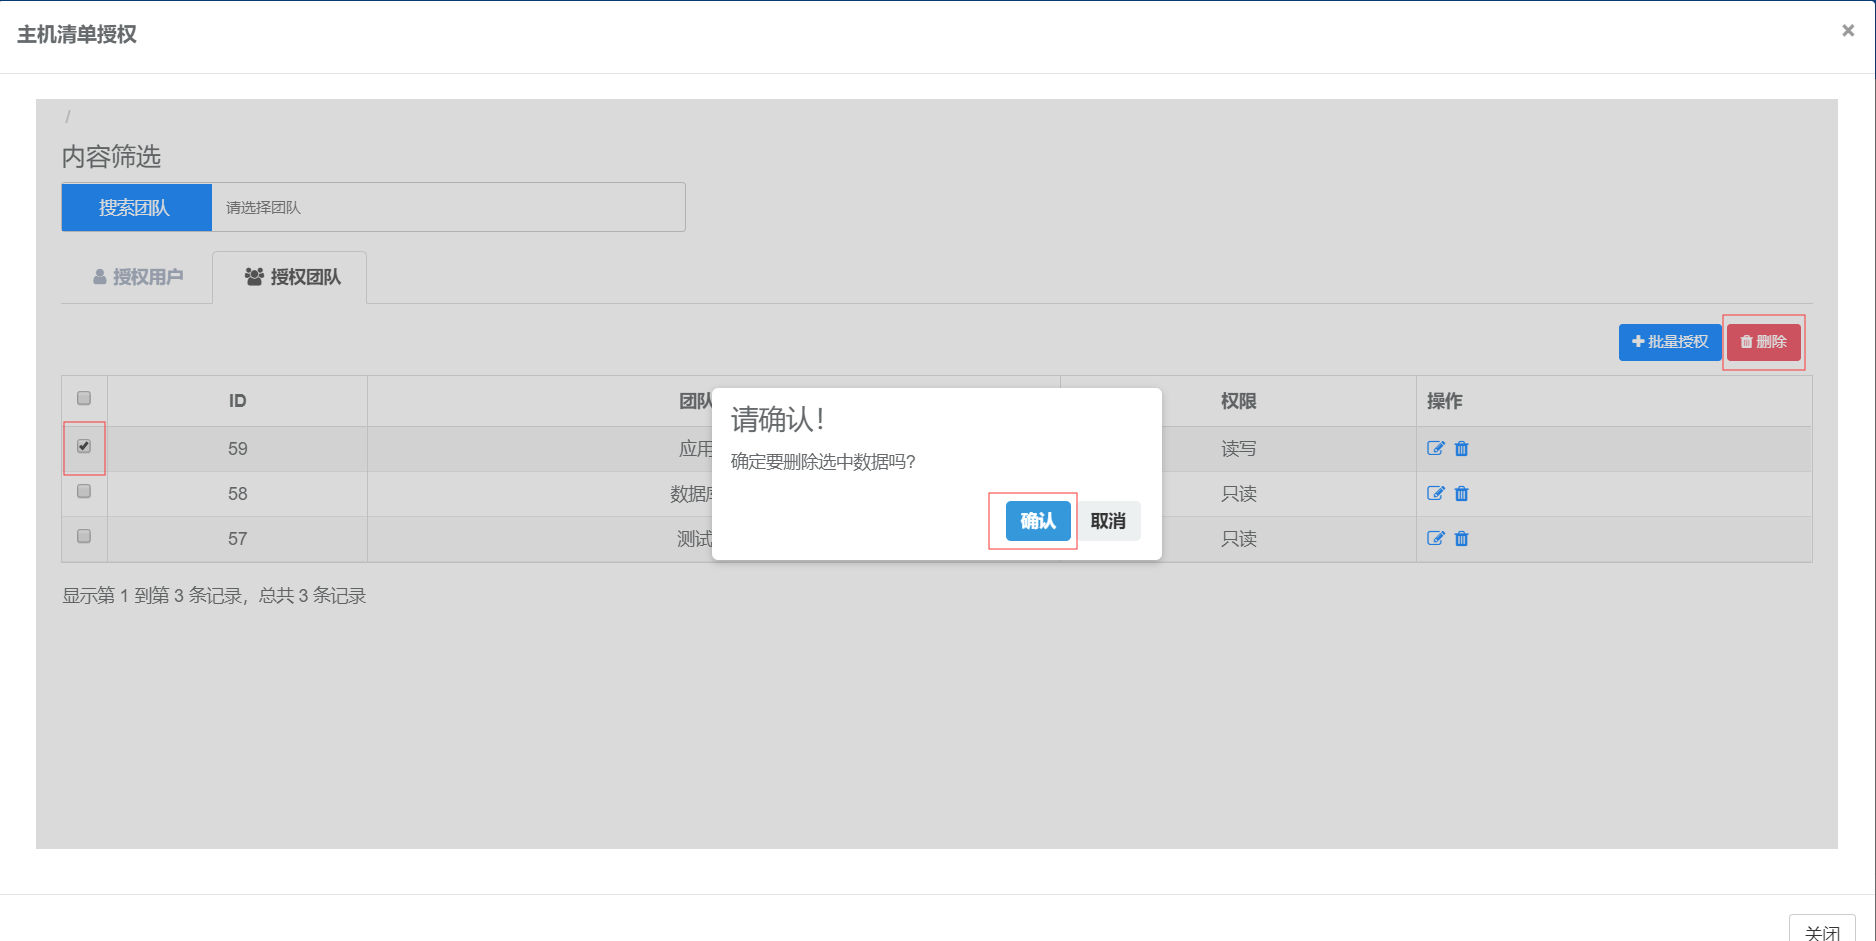 主机清单授权 ×
/
内容筛选
搜索团队 请选择团队
授权用户 授权团队
批量授权 删除
ID 团队 权限 操作
59 应用 读写
58 数据 只读
57 测试 只读
请确认!
确定要删除选中数据吗?
确认 取消
显示第 1 到第 3 条记录，总共 3 条记录
关闭